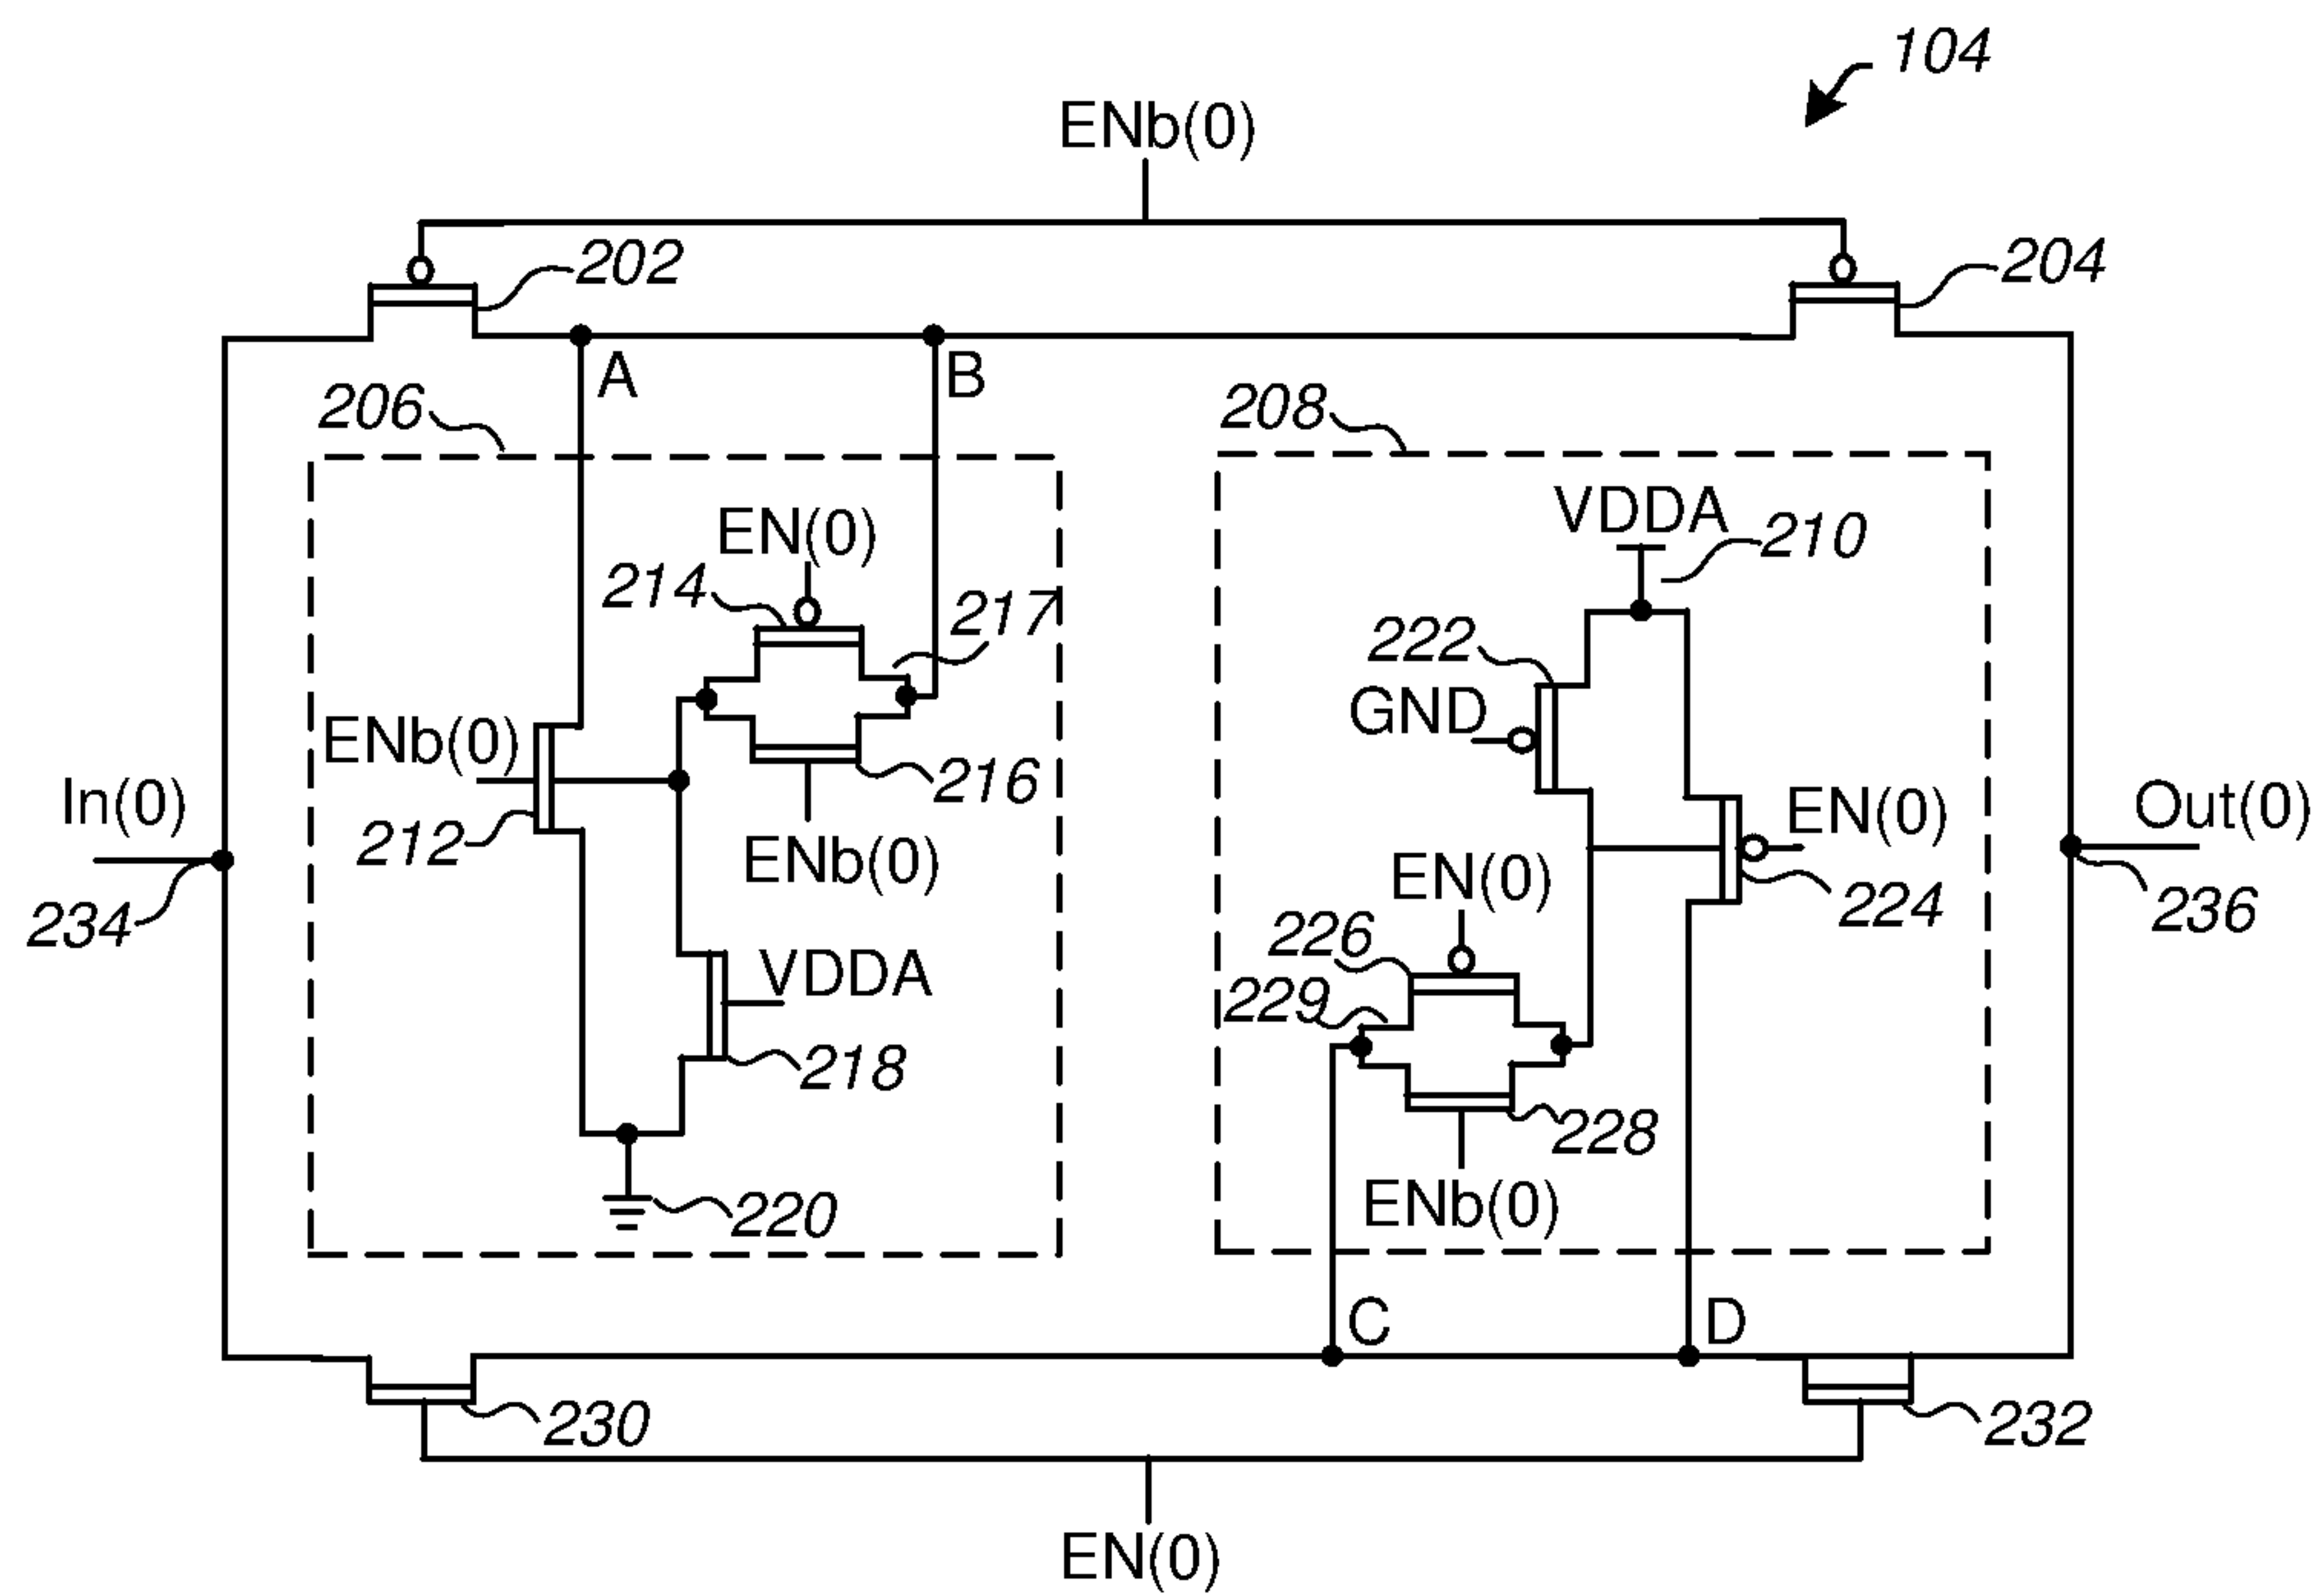 104
ENb(0)
202
204
A
B
206
208
EN(0)
VDDA
210
214
217
222
GND
ENb(0)
216
In(0)
212
ENb(0)
EN(0)
Out(0)
234
EN(0)
224
236
226
VDDA
229
218
228
220
ENb(0)
C
D
230
232
EN(0)